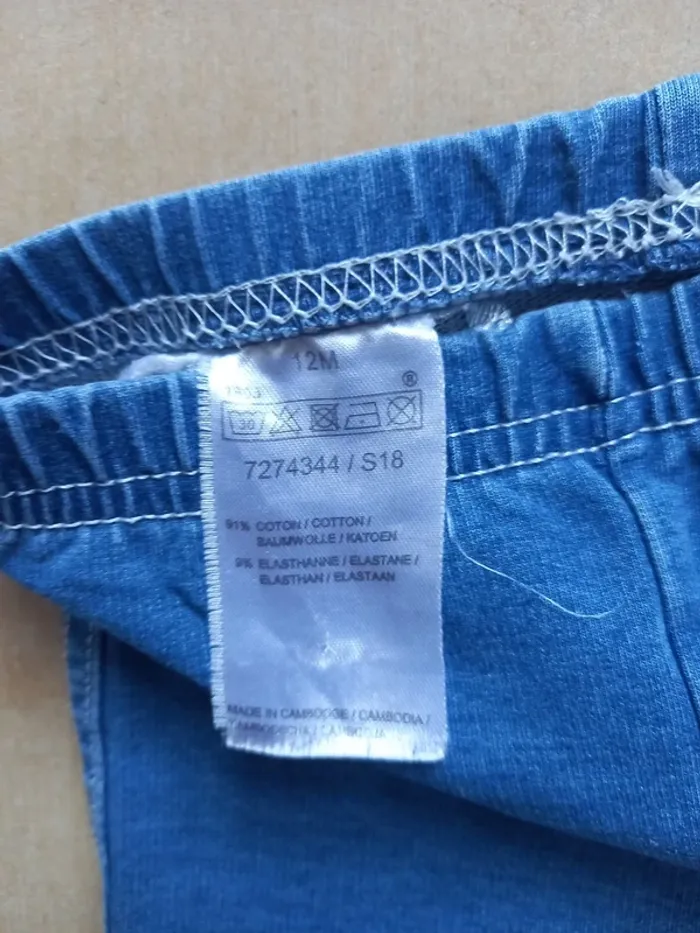 12M
®
30
7274344 / S18
91% COTON / COTTON /
BAUMWOLLE / KATOEN
9% ELASTHANNE / ELASTANE /
ELASTHAN / ELASTAAN
MADE IN CAMBODGE / CAMBODIA /